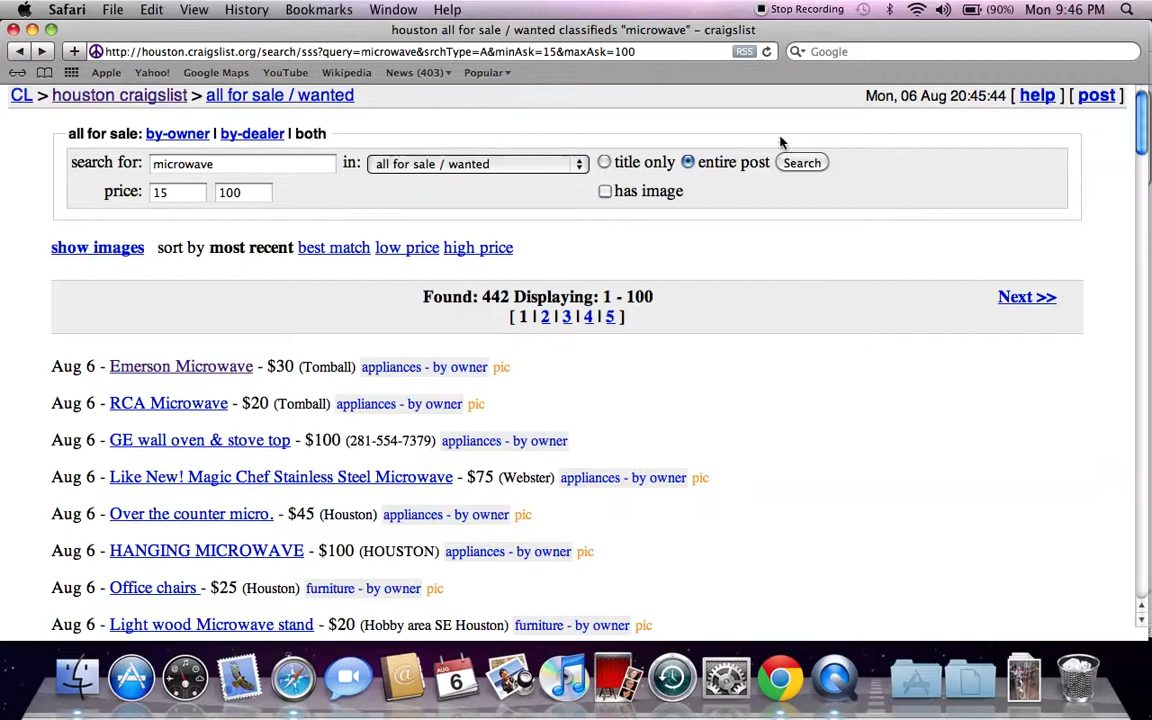 Safari File Edit View History Bookmarks Window Help Stop Recording (90%) Mon 9:46 PM
houston all for sale / wanted classifieds "microwave" – craigslist
http://houston.craigslist.org/search/sss?query=microwave&srchType=A&minAsk=15&maxAsk=100 RSS Google
Apple Yahoo! Google Maps YouTube Wikipedia News (403) Popular
CL > houston craigslist > all for sale / wanted Mon, 06 Aug 20:45:44 [ help ] [ post ]
all for sale: by-owner | by-dealer | both
search for: microwave in: all for sale / wanted title only entire post Search
price: 15 100 has image
show images sort by most recent best match low price high price
Found: 442 Displaying: 1 - 100 Next >>
[ 1 | 2 | 3 | 4 | 5 ]
Aug 6 - Emerson Microwave - $30 (Tomball) appliances - by owner pic
Aug 6 - RCA Microwave - $20 (Tomball) appliances - by owner pic
Aug 6 - GE wall oven & stove top - $100 (281-554-7379) appliances - by owner
Aug 6 - Like New! Magic Chef Stainless Steel Microwave - $75 (Webster) appliances - by owner pic
Aug 6 - Over the counter micro. - $45 (Houston) appliances - by owner pic
Aug 6 - HANGING MICROWAVE - $100 (HOUSTON) appliances - by owner pic
Aug 6 - Office chairs - $25 (Houston) furniture - by owner pic
Aug 6 - Light wood Microwave stand - $20 (Hobby area SE Houston) furniture - by owner pic
AUG
6